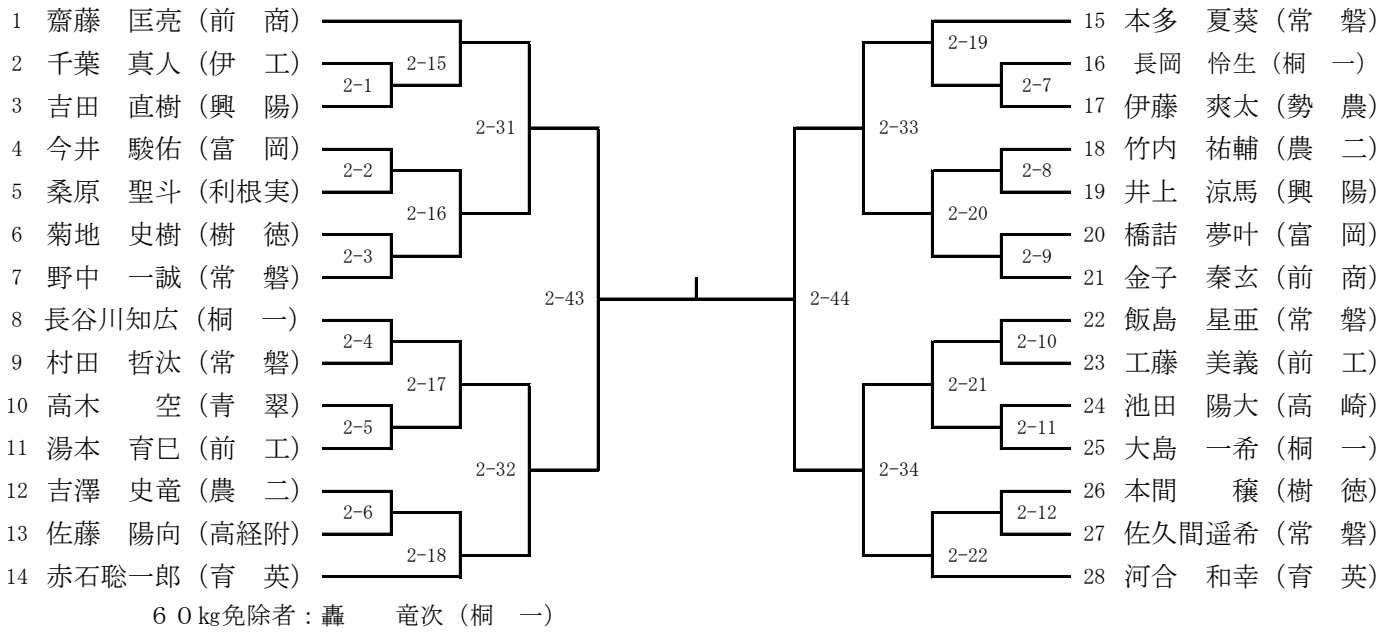 1 齋藤　匡亮（前　商）
2 千葉　真人（伊　工）
3 吉田　直樹（興　陽）
4 今井　駿佑（富　岡）
5 桑原　聖斗（利根実）
6 菊地　史樹（樹　徳）
7 野中　一誠（常　磐）
8 長谷川知広（桐　一）
9 村田　哲汰（常　磐）
10 高木　　空（青　翠）
11 湯本　育巳（前　工）
12 吉澤　史竜（農　二）
13 佐藤　陽向（高経附）
14 赤石聡一郎（育　英）
2-1
2-2
2-3
2-4
2-5
2-6
2-15
2-16
2-17
2-18
2-31
2-32
2-43
2-44
2-33
2-34
2-19
2-20
2-21
2-22
2-7
2-8
2-9
2-10
2-11
2-12
15 本多　夏葵（常　磐）
16 長岡　怜生（桐　一）
17 伊藤　爽太（勢　農）
18 竹内　祐輔（農　二）
19 井上　涼馬（興　陽）
20 橋詰　夢叶（富　岡）
21 金子　秦玄（前　商）
22 飯島　星亜（常　磐）
23 工藤　美義（前　工）
24 池田　陽大（高　崎）
25 大島　一希（桐　一）
26 本間　　穣（樹　徳）
27 佐久間遥希（常　磐）
28 河合　和幸（育　英）
６０㎏免除者：轟　　竜次（桐　一）